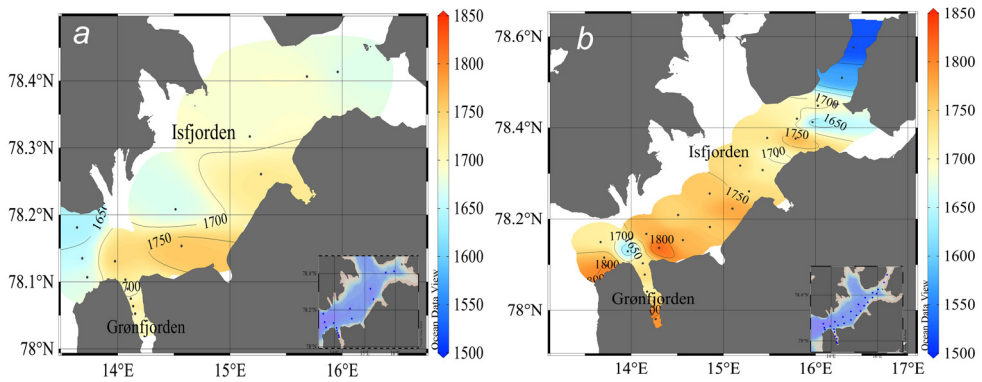 a
78.4°N
78.3°N
78.2°N
78.1°N
78°N
14°E
15°E
16°E
Isfjorden
Grønfjorden
1650
1700
1750
700
1850
1800
1750
1700
1650
1600
1550
1500
Ocean Data View
b
78.6°N
78.4°N
78.2°N
78°N
13°E
14°E
15°E
16°E
17°E
Isfjorden
Grønfjorden
1700
1650
1750
1700
1750
1700
1650
1800
1800
1850
1800
1750
1700
1650
1600
1550
1500
Ocean Data View